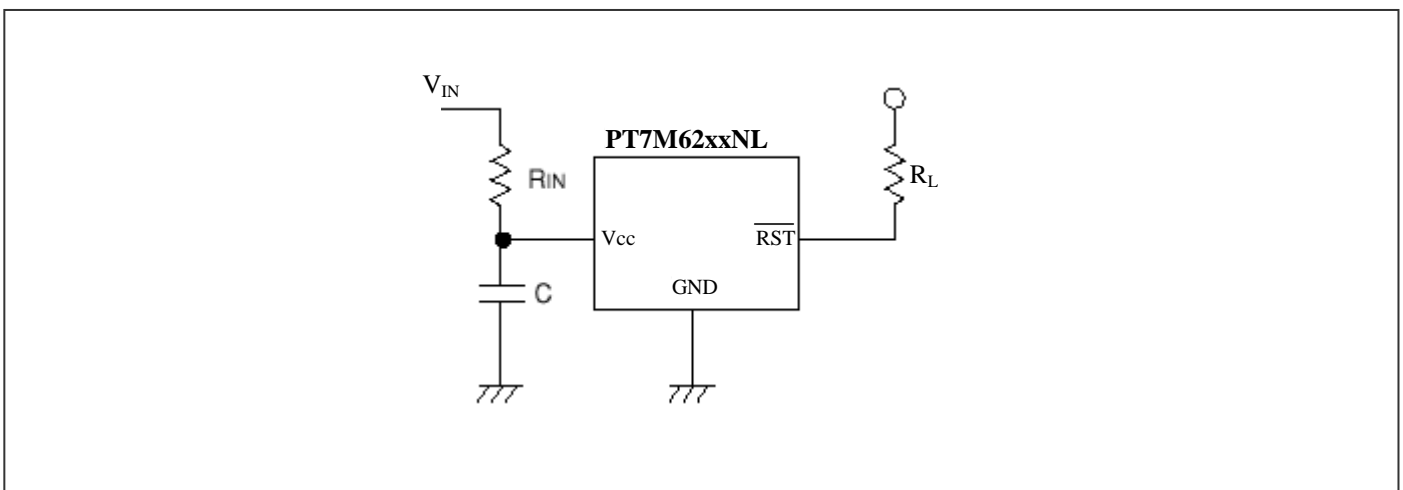 VIN
PT7M62xxNL
RIN
RL
Vcc
RST
GND
C